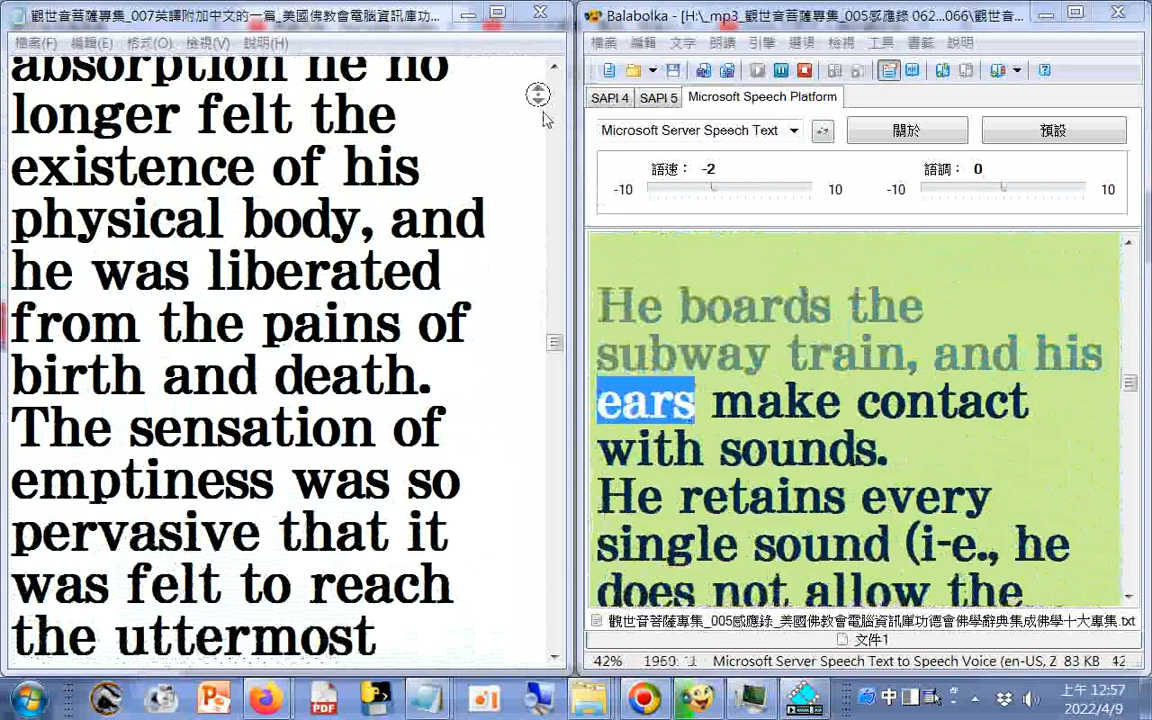 觀世音菩薩專集_007英譯附加中文的一篇_美國佛教會電腦資訊庫功...
檔案(F) 編輯(E) 格式(O) 檢視(V) 說明(H)
absorption he no
longer felt the
existence of his
physical body, and
he was liberated
from the pains of
birth and death.
The sensation of
emptiness was so
pervasive that it
was felt to reach
the uttermost
Balabolka - [H:\_mp3_觀世音菩薩專集_005感應錄 062...066\觀世音...
檔案 編輯 文字 朗讀 引擎 選項 檢視 工具 書籤 說明
SAPI 4 SAPI 5 Microsoft Speech Platform
Microsoft Server Speech Text 關於 預設
語速： -2 語調： 0
-10 10 -10 10
He boards the
subway train, and his
ears make contact
with sounds.
He retains every
single sound (i-e., he
does not allow the
觀世音菩薩專集_005感應錄_美國佛教會電腦資訊庫功德會佛學辭典集成佛學十大專集.txt
文件1
42% Microsoft Server Speech Text to Speech Voice (en-US, Z 83 KB 42
中 上午 12:57
2022/4/9